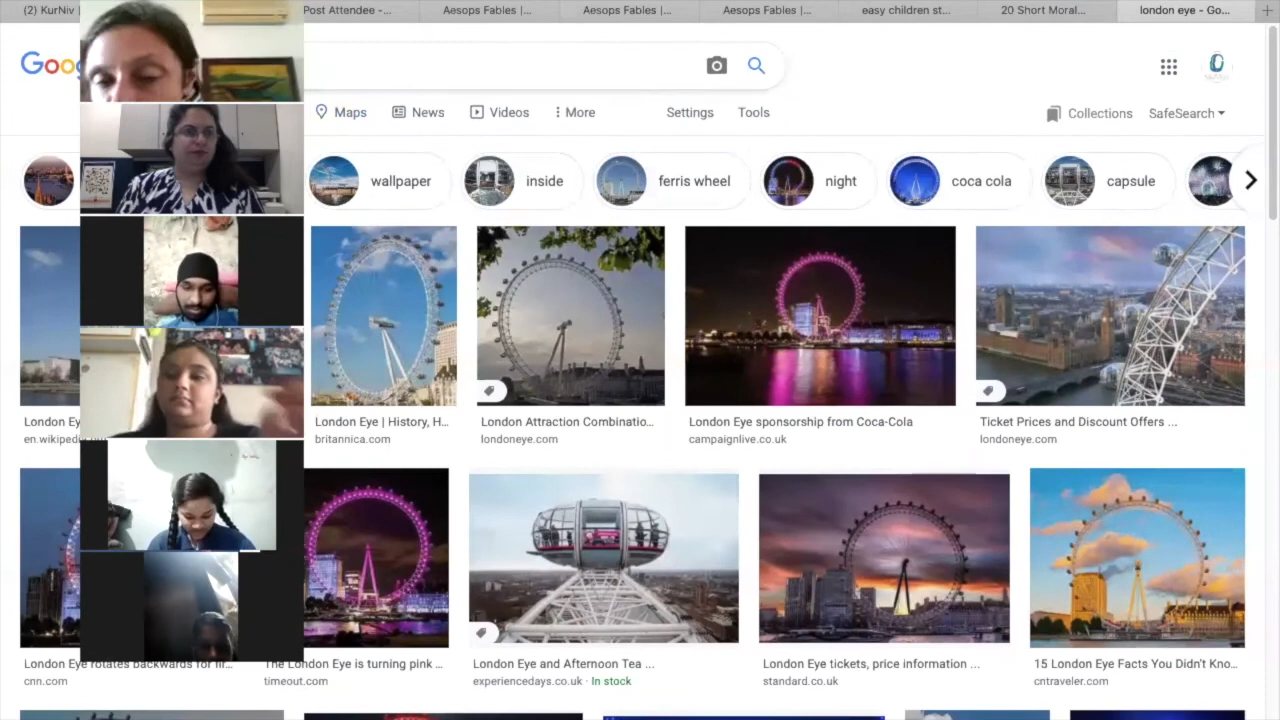 (2) KurNiv |
Post Attendee -...
Aesops Fables |...
Aesops Fables |...
Aesops Fables |...
easy children st...
20 Short Moral...
london eye - Go...
Goog
Maps
News
Videos
More
Settings
Tools
Collections
SafeSearch
wallpaper
inside
ferris wheel
night
coca cola
capsule
London Ey
en.wikipedia.org
London Eye | History, H...
britannica.com
London Attraction Combinatio...
londoneye.com
London Eye sponsorship from Coca-Cola
campaignlive.co.uk
Ticket Prices and Discount Offers ...
londoneye.com
London Eye rotates backwards for fir...
cnn.com
The London Eye is turning pink ...
timeout.com
London Eye and Afternoon Tea ...
experiencedays.co.uk · In stock
London Eye tickets, price information ...
standard.co.uk
15 London Eye Facts You Didn't Kno...
cntraveler.com